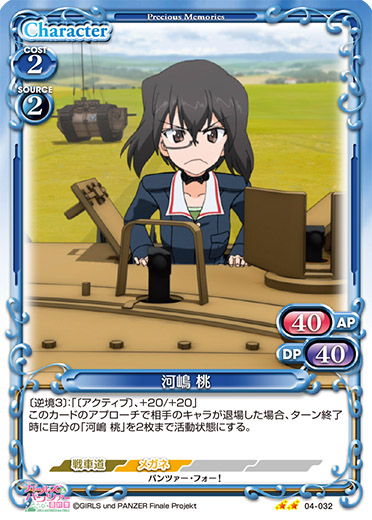 Precious Memories
Character
COST
2
SOURCE
2
40 AP
DP 40
河嶋 桃
[逆境3]:「[アクティブ]、+20/+20」
このカードのアプローチで相手のキャラが退場した場合、ターン終了
時に自分の「河嶋 桃」を2枚まで活動状態にする。
戦車道 メガネ
パンツァー・フォー!
©GIRLS und PANZER Finale Projekt
04-032